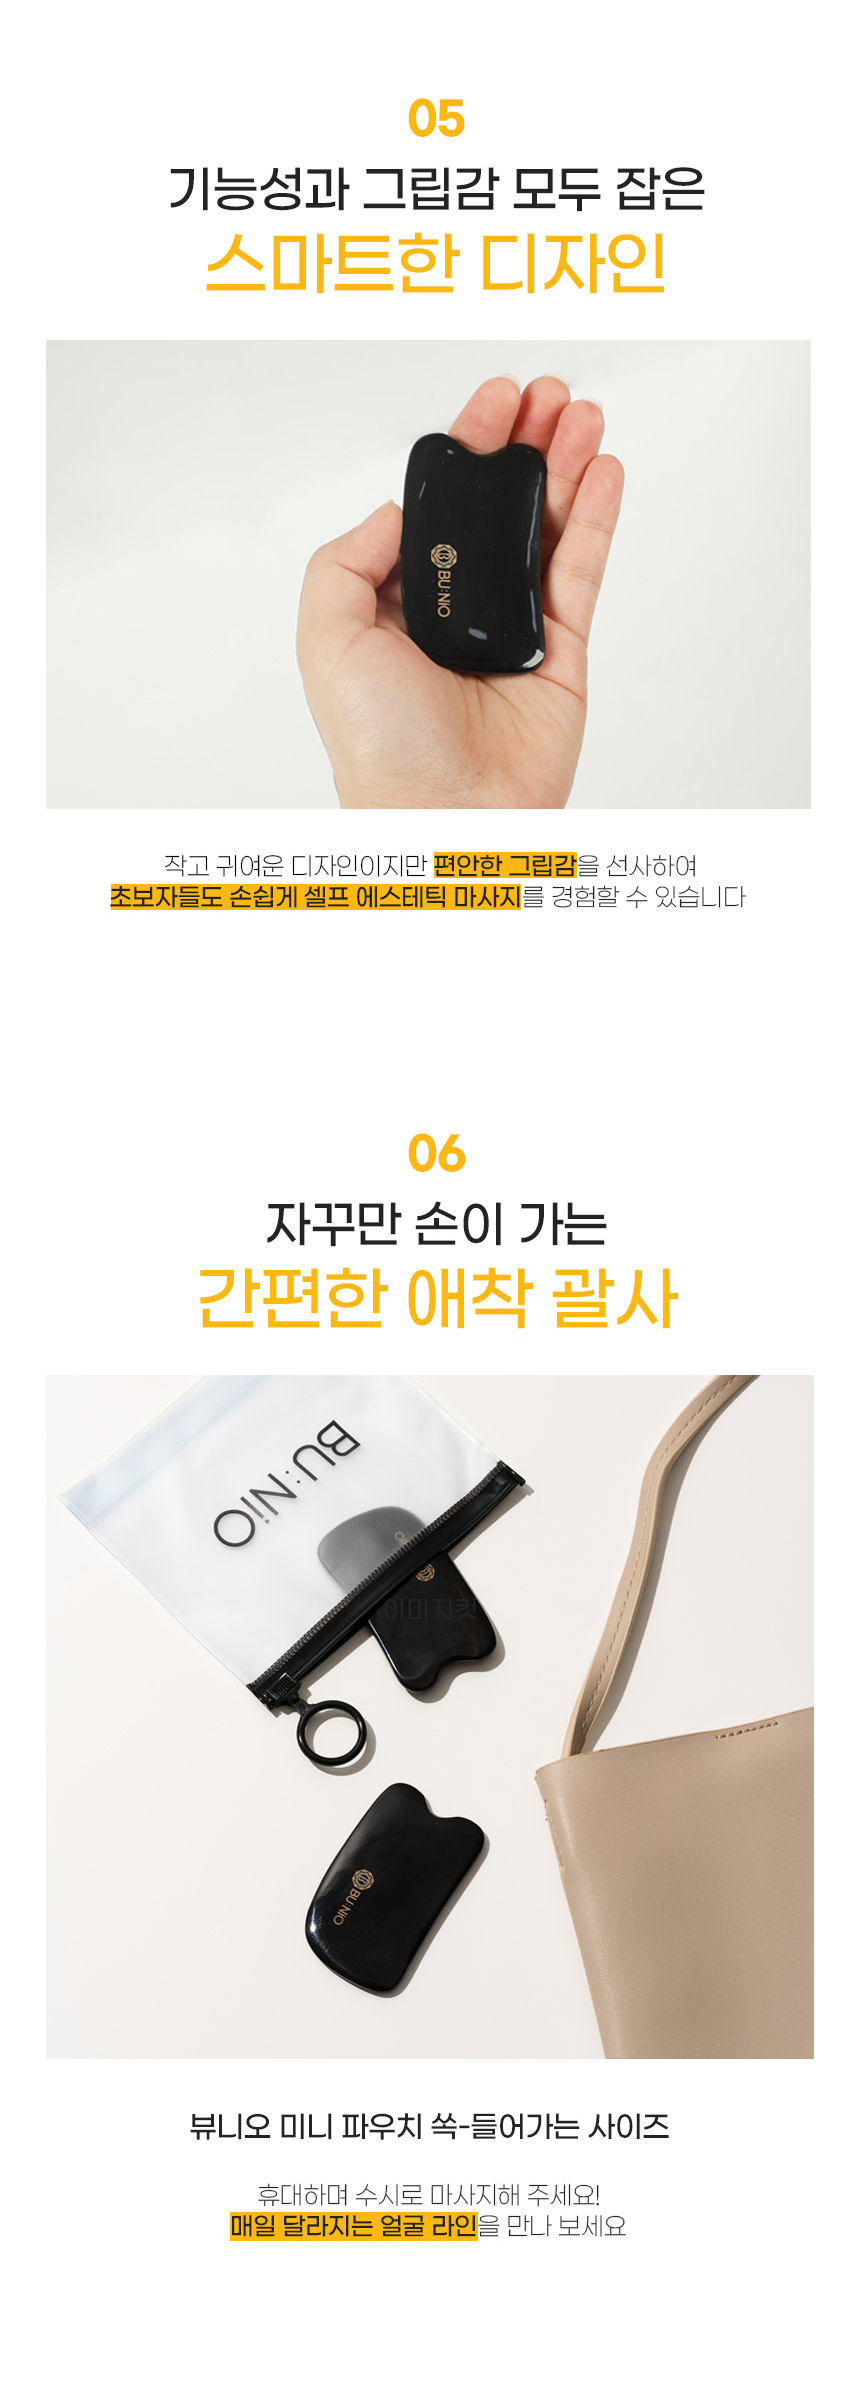 05
기능성과 그립감 모두 잡은
스마트한 디자인
BU:NiO
작고 귀여운 디자인이지만 편안한 그립감을 선사하여
초보자들도 손쉽게 셀프 에스테틱 마사지를 경험할 수 있습니다
06
자꾸만 손이 가는
간편한 애착 괄사
BU:NiO
이미지컷
BU:NiO
뷰니오 미니 파우치 쏙-들어가는 사이즈
휴대하며 수시로 마사지해 주세요!
매일 달라지는 얼굴 라인을 만나 보세요